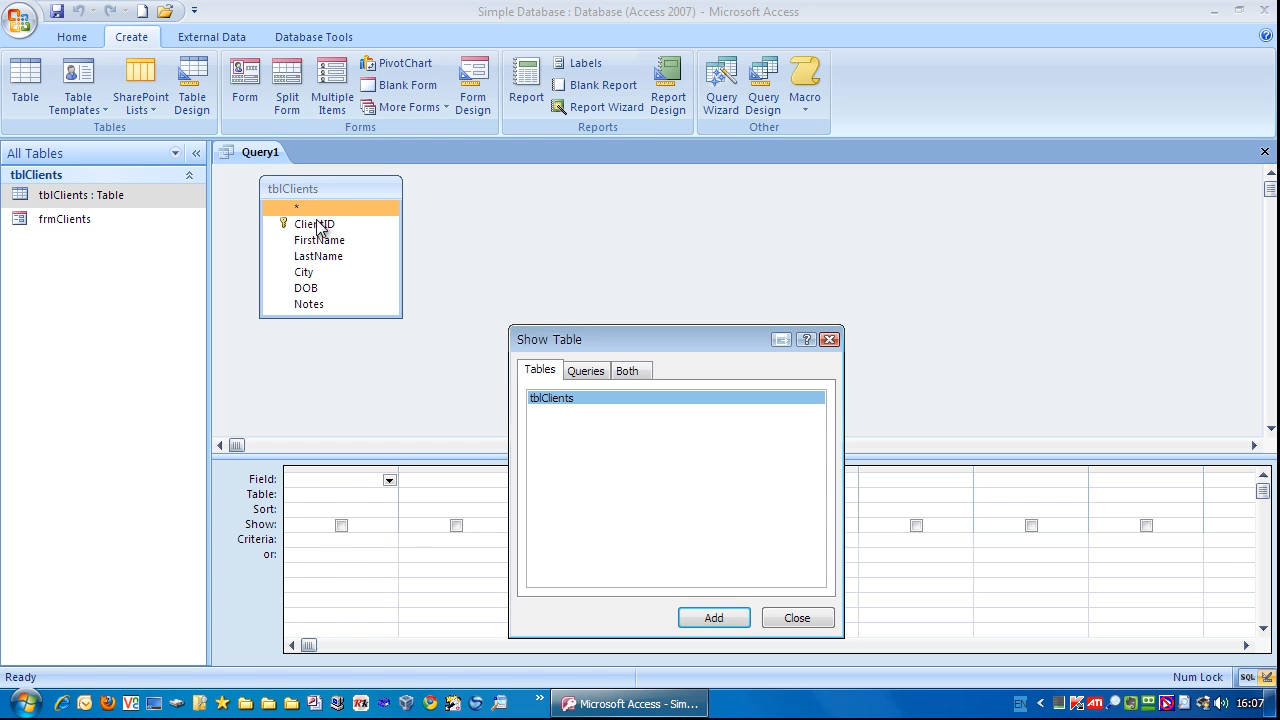 Simple Database : Database (Access 2007) - Microsoft Access
Home Create External Data Database Tools
Table
Table Templates
SharePoint Lists
Table Design
Tables
Form
Split Form
Multiple Items
PivotChart
Blank Form
More Forms
Form Design
Forms
Report
Labels
Blank Report
Report Wizard
Report Design
Reports
Query Wizard
Query Design
Macro
Other
All Tables
tblClients
tblClients : Table
frmClients
Query1
tblClients
*
ClientID
FirstName
LastName
City
DOB
Notes
Show Table
Tables Queries Both
tblClients
Add Close
Field:
Table:
Sort:
Show:
Criteria:
or:
Ready
Num Lock
SQL
Microsoft Access - Sim...
16:07